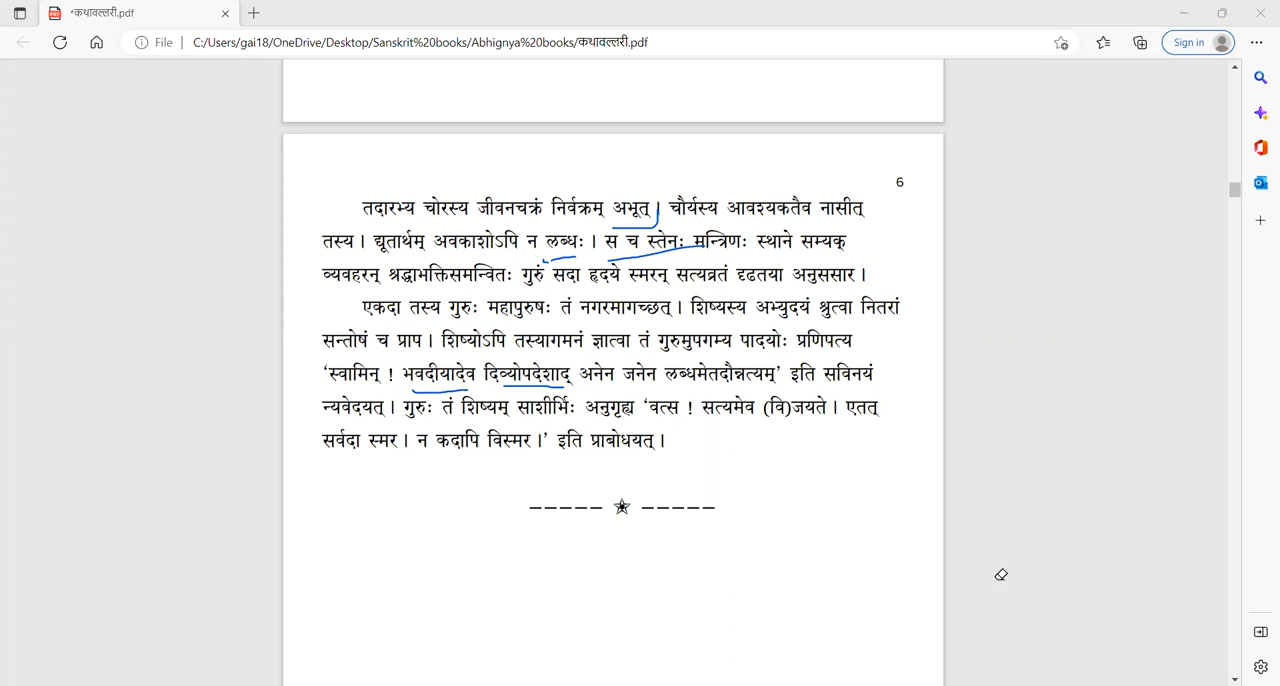 *कथावल्लरी.pdf
File
C:/Users/gai18/OneDrive/Desktop/Sanskrit%20books/Abhignya%20books/कथावल्लरी.pdf
Sign in
6
तदारभ्य चोरस्य जीवनचक्रं निर्वक्रम् अभूत् । चौर्यस्य आवश्यकतैव नासीत्
तस्य । द्यूतार्थम् अवकाशोऽपि न लब्धः । स च स्तेनः मन्त्रिणः स्थाने सम्यक्
व्यवहरन् श्रद्धाभक्तिसमन्वितः गुरुं सदा हृदये स्मरन् सत्यव्रतं दृढतया अनुससार ।
एकदा तस्य गुरुः महापुरुषः तं नगरमागच्छत् । शिष्यस्य अभ्युदयं श्रुत्वा नितरां
सन्तोषं च प्राप । शिष्योऽपि तस्यागमनं ज्ञात्वा तं गुरुमुपगम्य पादयोः प्रणिपत्य
‘स्वामिन् ! भवदीयादेव दिव्योपदेशाद् अनेन जनेन लब्धमेतदौन्नत्यम्’ इति सविनयं
न्यवेदयत् । गुरुः तं शिष्यम् साशीर्भिः अनुगृह्य ‘वत्स ! सत्यमेव (वि)जयते । एतत्
सर्वदा स्मर । न कदापि विस्मर ।’ इति प्राबोधयत् ।